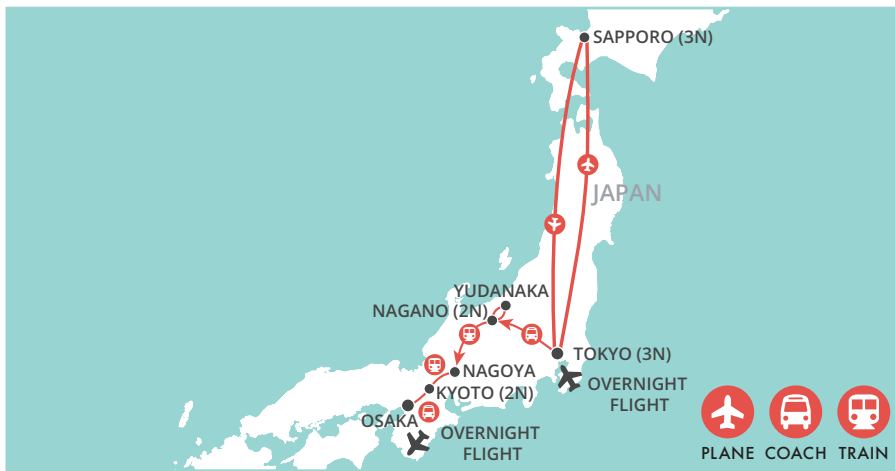 SAPPORO (3N)
JAPAN
YUDANAKA
NAGANO (2N)
TOKYO (3N)
NAGOYA
OVERNIGHT
FLIGHT
KYOTO (2N)
OSAKA
OVERNIGHT
FLIGHT
PLANE COACH TRAIN